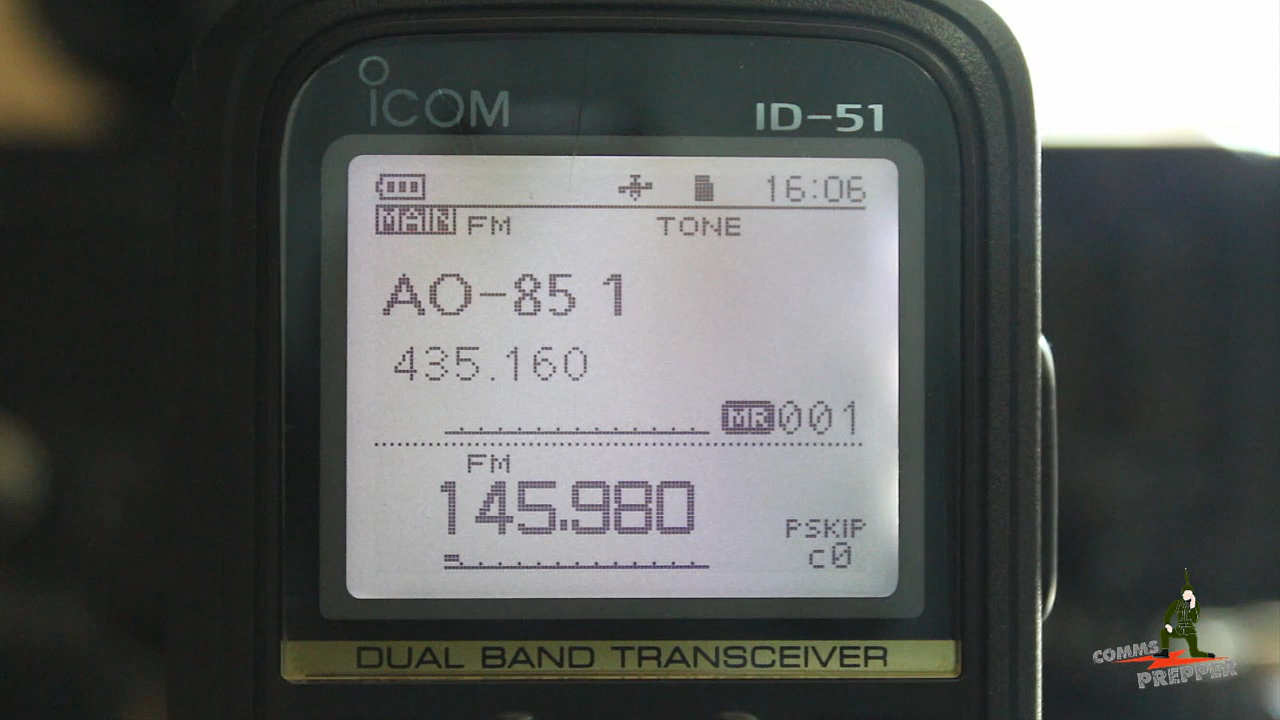 ICOM
ID-51
16:06
MAIN FM TONE
AO-85 1
435.160
MR 001
FM
145.980
PSKIP
c0
DUAL BAND TRANSCEIVER
COMMS
PREPPER